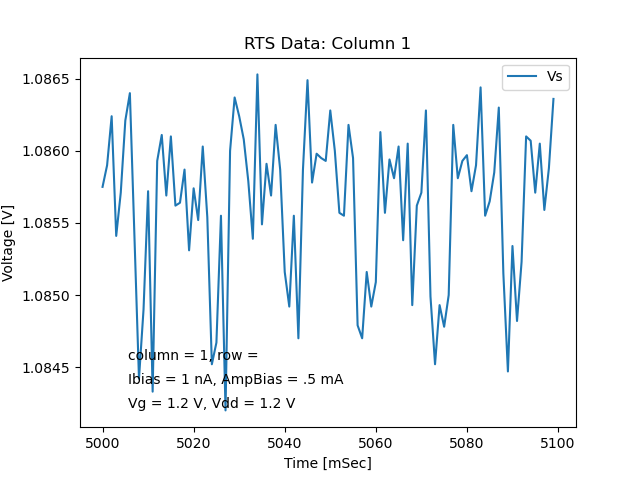 RTS Data: Column 1
Vs
Voltage [V]
1.0865
1.0860
1.0855
1.0850
1.0845
column = 1, row =
Ibias = 1 nA, AmpBias = .5 mA
Vg = 1.2 V, Vdd = 1.2 V
5000 5020 5040 5060 5080 5100
Time [mSec]